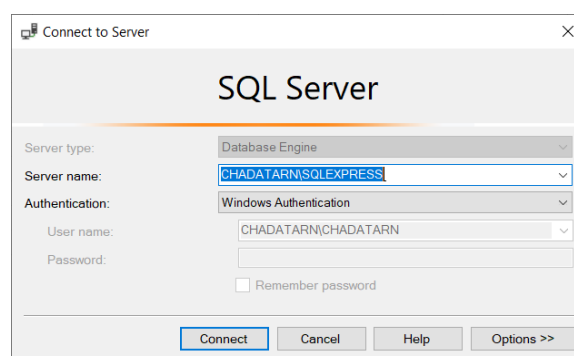 Connect to Server
SQL Server
Server type: Database Engine
Server name: CHADATARN\SQLEXPRESS
Authentication: Windows Authentication
User name: CHADATARN\CHADATARN
Password:
Remember password
Connect Cancel Help Options >>